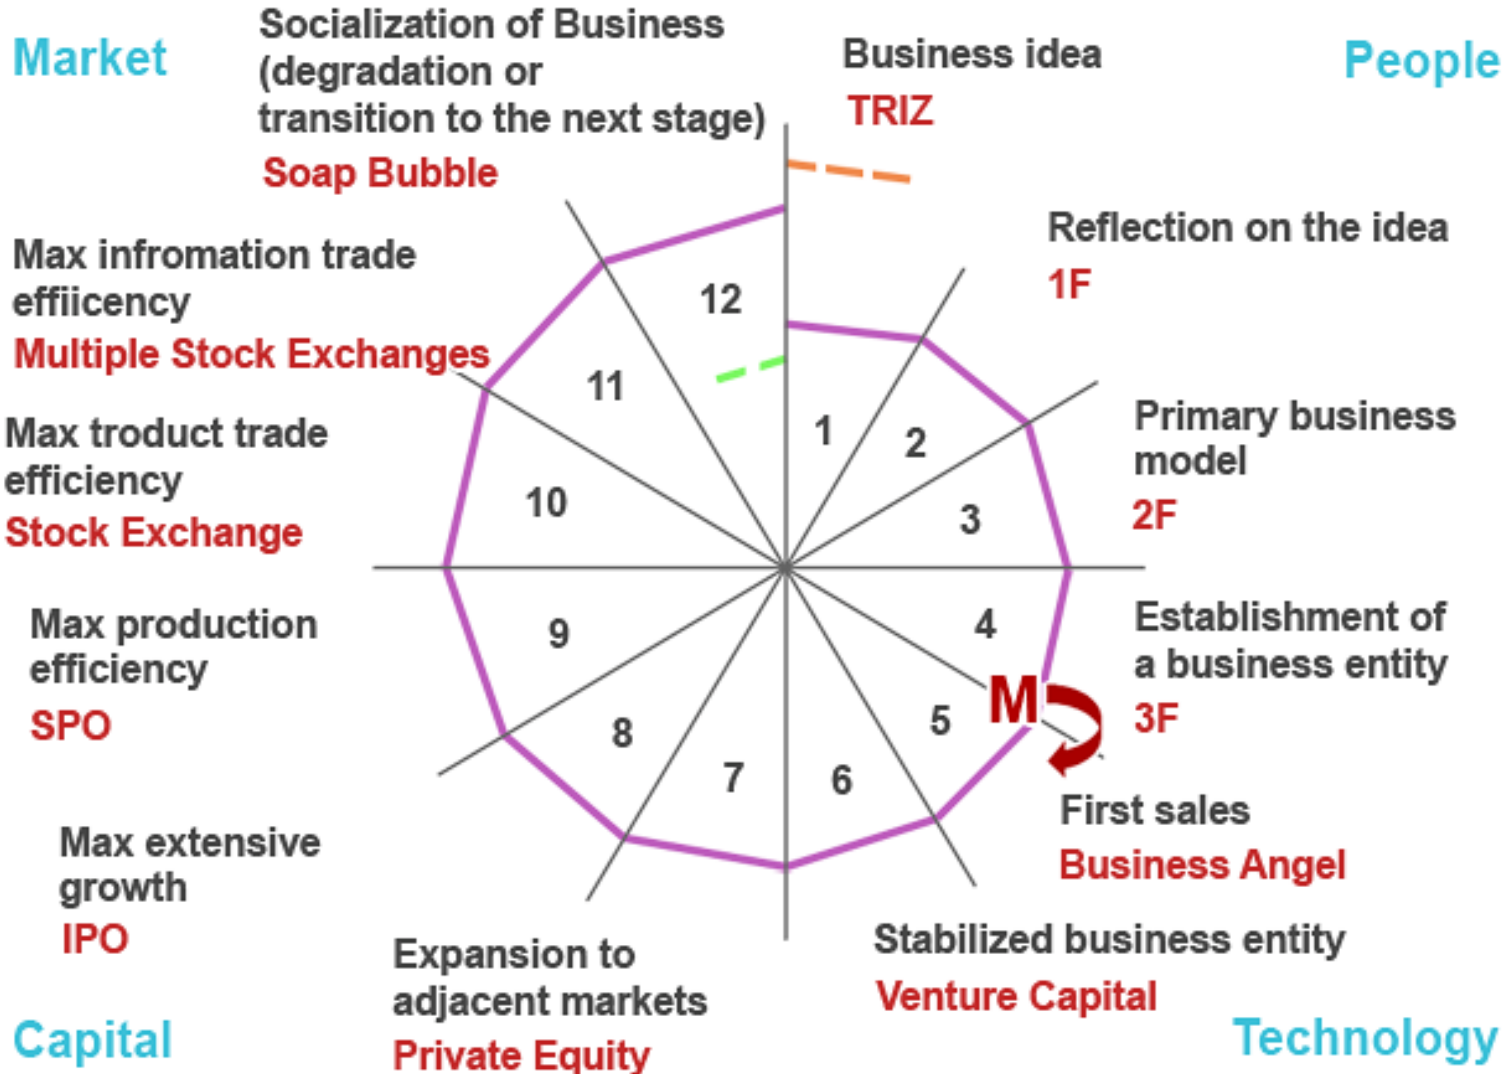 Market
Socialization of Business
(degradation or
transition to the next stage)
Soap Bubble
Business idea
TRIZ
People
Reflection on the idea
1F
Max infromation trade
effiicency
Multiple Stock Exchanges
Primary business
model
2F
Max troduct trade
efficiency
Stock Exchange
Establishment of
a business entity
3F
Max production
efficiency
SPO
First sales
Business Angel
Max extensive
growth
IPO
Stabilized business entity
Venture Capital
Expansion to
adjacent markets
Private Equity
Capital
Technology
1
2
3
4
M
5
6
7
8
9
10
11
12